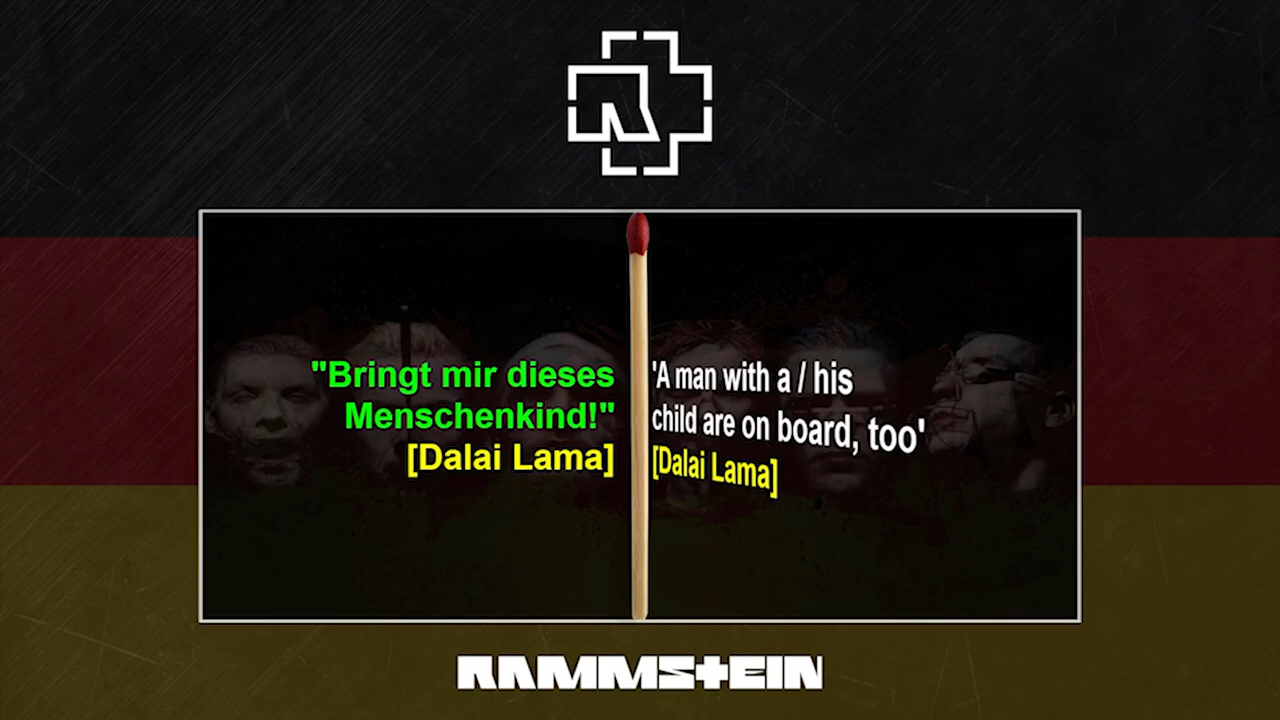 "Bringt mir dieses
Menschenkind!"
[Dalai Lama]
'A man with a / his
child are on board, too'
[Dalai Lama]
RAMMSTEIN